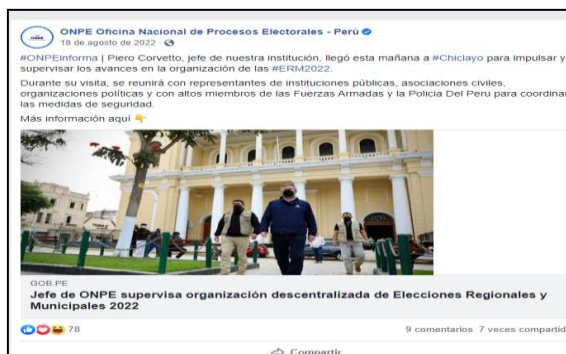 ONPE
ONPE Oficina Nacional de Procesos Electorales - Perú
18 de agosto de 2022 ·
#ONPEinforma | Piero Corvetto, jefe de nuestra institución, llegó esta mañana a #Chiclayo para impulsar y
supervisar los avances en la organización de las #ERM2022.
Durante su visita, se reunirá con representantes de instituciones públicas, asociaciones civiles,
organizaciones políticas y con altos miembros de las Fuerzas Armadas y la Policia Del Peru para coordinar
las medidas de seguridad.
Más información aquí 👇
GOB.PE
Jefe de ONPE supervisa organización descentralizada de Elecciones Regionales y
Municipales 2022
78
9 comentarios 7 veces compartid
Compartir